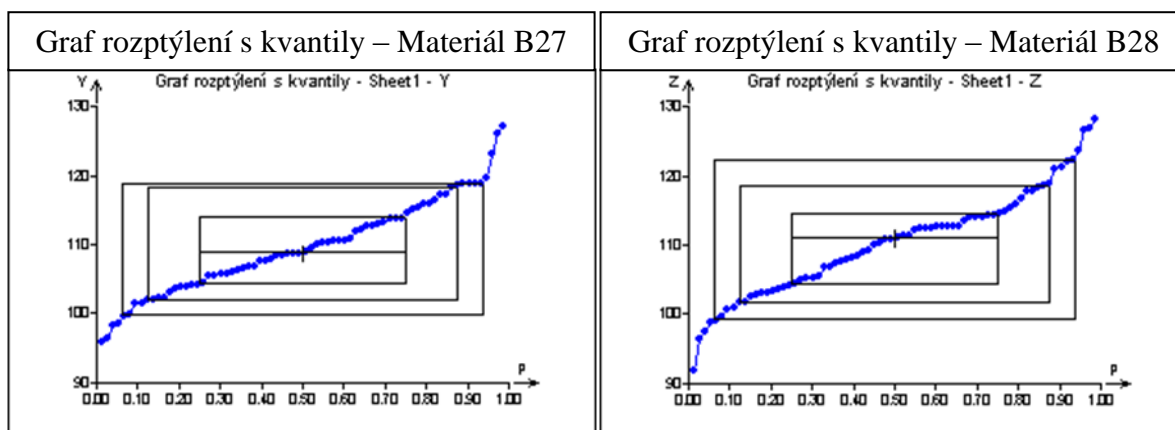 Graf rozptýlení s kvantily – Materiál B27
Graf rozptýlení s kvantily - Sheet1 - Y
Y
130
120
110
100
90
0.00 0.10 0.20 0.30 0.40 0.50 0.60 0.70 0.80 0.90 1.00
P
Graf rozptýlení s kvantily – Materiál B28
Graf rozptýlení s kvantily - Sheet1 - Z
Z
130
120
110
100
90
0.00 0.10 0.20 0.30 0.40 0.50 0.60 0.70 0.80 0.90 1.00
P